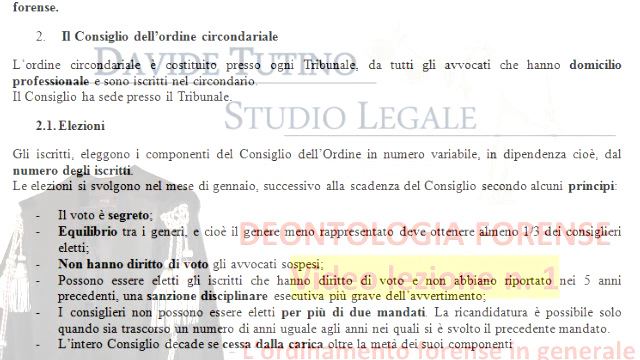 forense.
2. Il Consiglio dell'ordine circondariale
L'ordine circondariale è costituito presso ogni Tribunale, da tutti gli avvocati che hanno domicilio
professionale e sono iscritti nel circondario.
Il Consiglio ha sede presso il Tribunale.
DAVIDE TUTINO
STUDIO LEGALE
2.1. Elezioni
Gli iscritti, eleggono i componenti del Consiglio dell'Ordine in numero variabile, in dipendenza cioè, dal
numero degli iscritti.
Le elezioni si svolgono nel mese di gennaio, successivo alla scadenza del Consiglio secondo alcuni principi:
- Il voto è segreto;
- Equilibrio tra i generi, e cioè il genere meno rappresentato deve ottenere almeno 1/3 dei consiglieri
eletti;
- Non hanno diritto di voto gli avvocati sospesi;
- Possono essere eletti gli iscritti che hanno diritto di voto e non abbiano riportato nei 5 anni
precedenti, una sanzione disciplinare esecutiva più grave dell'avvertimento;
- I consiglieri non possono essere eletti per più di due mandati. La ricandidatura è possibile solo
quando sia trascorso un numero di anni uguale agli anni nei quali si è svolto il precedente mandato.
- L'intero Consiglio decade se cessa dalla carica oltre la metà dei suoi componenti
DEONTOLOGIA FORENSE
Video lezione n. 1
- L'ordinamento forense in generale